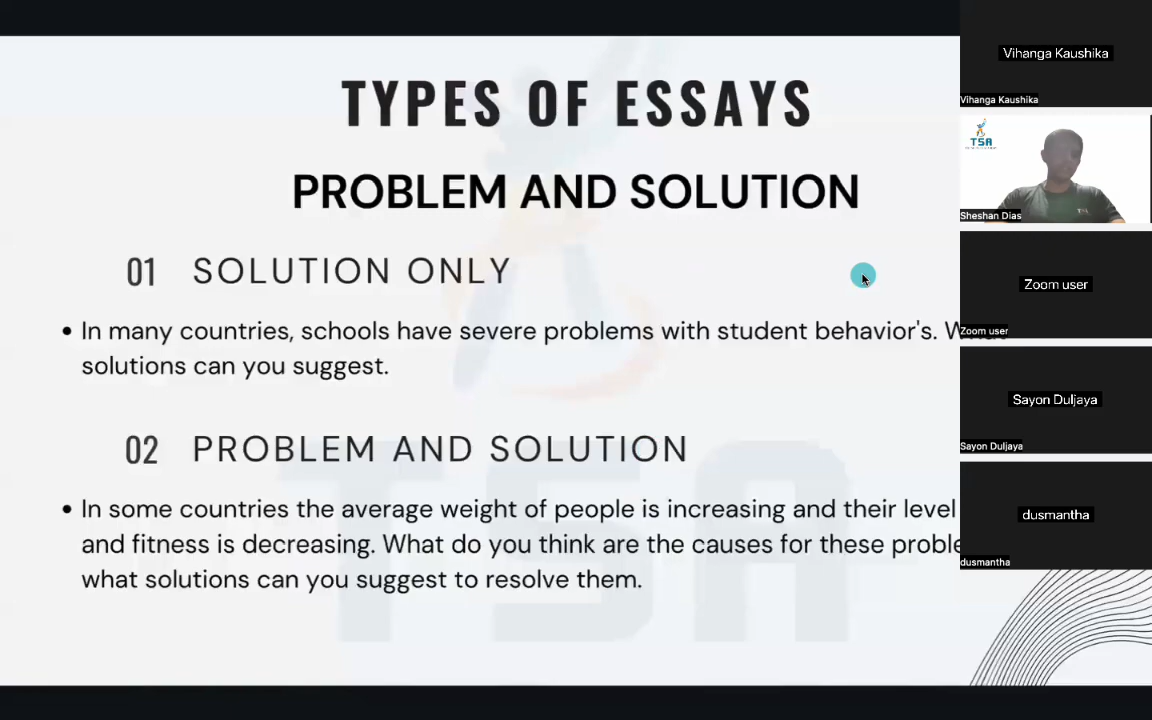 TYPES OF ESSAYS
PROBLEM AND SOLUTION
01 SOLUTION ONLY
• In many countries, schools have severe problems with student behavior's.
solutions can you suggest.
02 PROBLEM AND SOLUTION
• In some countries the average weight of people is increasing and their level
and fitness is decreasing. What do you think are the causes for these
what solutions can you suggest to resolve them.
TSA
Vihanga Kaushika
Vihanga Kaushika
TSA
Sheshan Dias
Zoom user
Zoom user
Sayon Duljaya
Sayon Duljaya
dusmantha
dusmantha